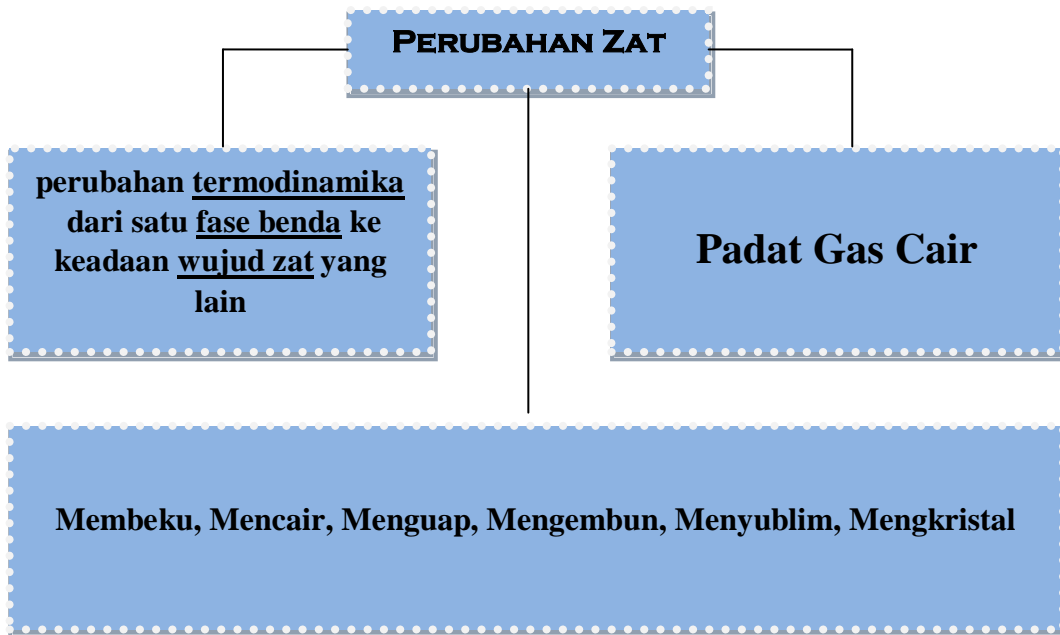 PERUBAHAN ZAT
perubahan termodinamika
dari satu fase benda ke
keadaan wujud zat yang
lain
Padat Gas Cair
Membeku, Mencair, Menguap, Mengembun, Menyublim, Mengkristal